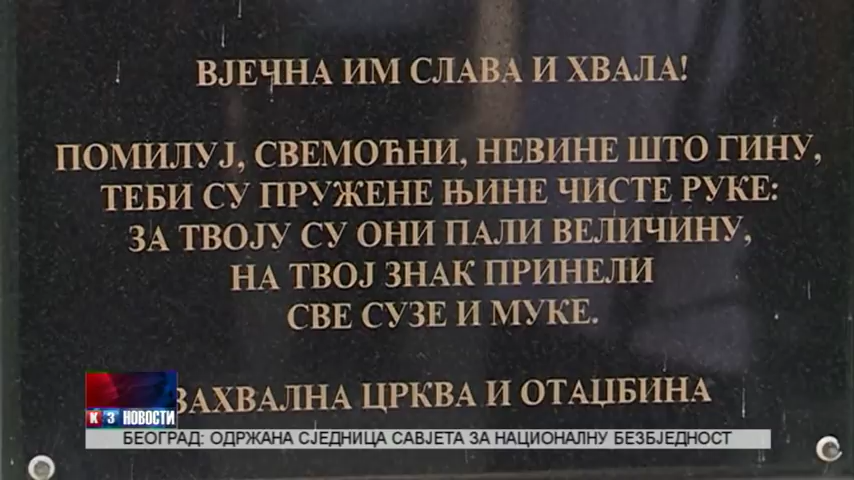 ВЈЕЧНА ИМ СЛАВА И ХВАЛА!
ПОМИЛУЈ, СВЕМОЋНИ, НЕВИНЕ ШТО ГИНУ,
ТЕБИ СУ ПРУЖЕНЕ ЊИНЕ ЧИСТЕ РУКЕ:
ЗА ТВОЈУ СУ ОНИ ПАЛИ ВЕЛИЧИНУ,
НА ТВОЈ ЗНАК ПРИНЕЛИ
СВЕ СУЗЕ И МУКЕ.
ЗАХВАЛНА ЦРКВА И ОТАЏБИНА
К3 НОВОСТИ
БЕОГРАД: ОДРЖАНА СЈЕДНИЦА САВЈЕТА ЗА НАЦИОНАЛНУ БЕЗБЈЕДНОСТ